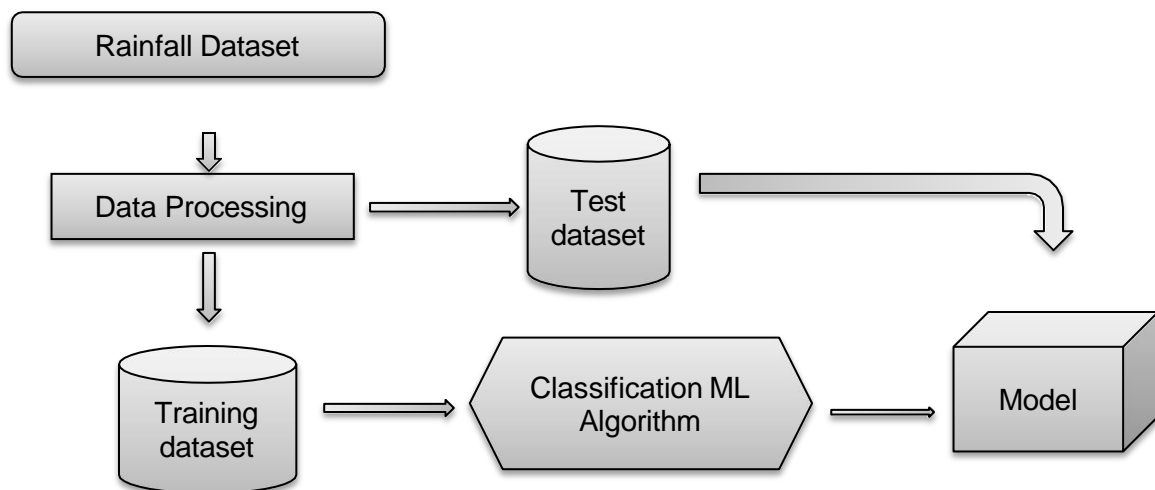 Rainfall Dataset
Data Processing
Test
dataset
Training
dataset
Classification ML
Algorithm
Model